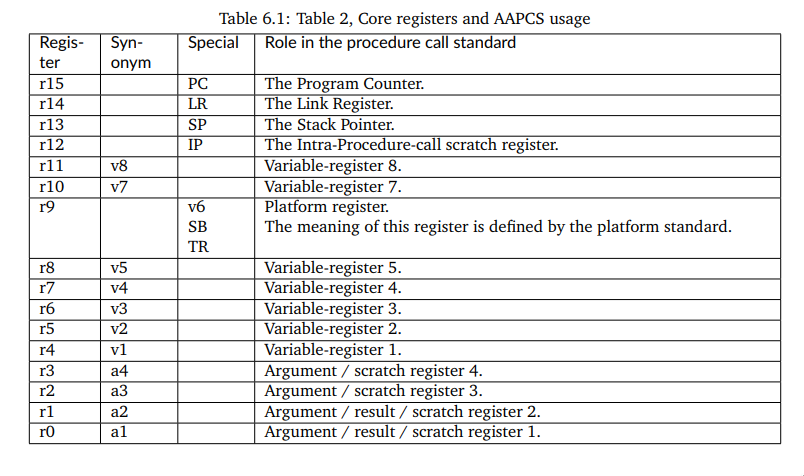 Table 6.1: Table 2, Core registers and AAPCS usage
Regis- Syn- Special Role in the procedure call standard
ter onym
r15 PC The Program Counter.
r14 LR The Link Register.
r13 SP The Stack Pointer.
r12 IP The Intra-Procedure-call scratch register.
r11 v8 Variable-register 8.
r10 v7 Variable-register 7.
r9 v6 Platform register.
SB The meaning of this register is defined by the platform standard.
TR
r8 v5 Variable-register 5.
r7 v4 Variable-register 4.
r6 v3 Variable-register 3.
r5 v2 Variable-register 2.
r4 v1 Variable-register 1.
r3 a4 Argument / scratch register 4.
r2 a3 Argument / scratch register 3.
r1 a2 Argument / result / scratch register 2.
r0 a1 Argument / result / scratch register 1.